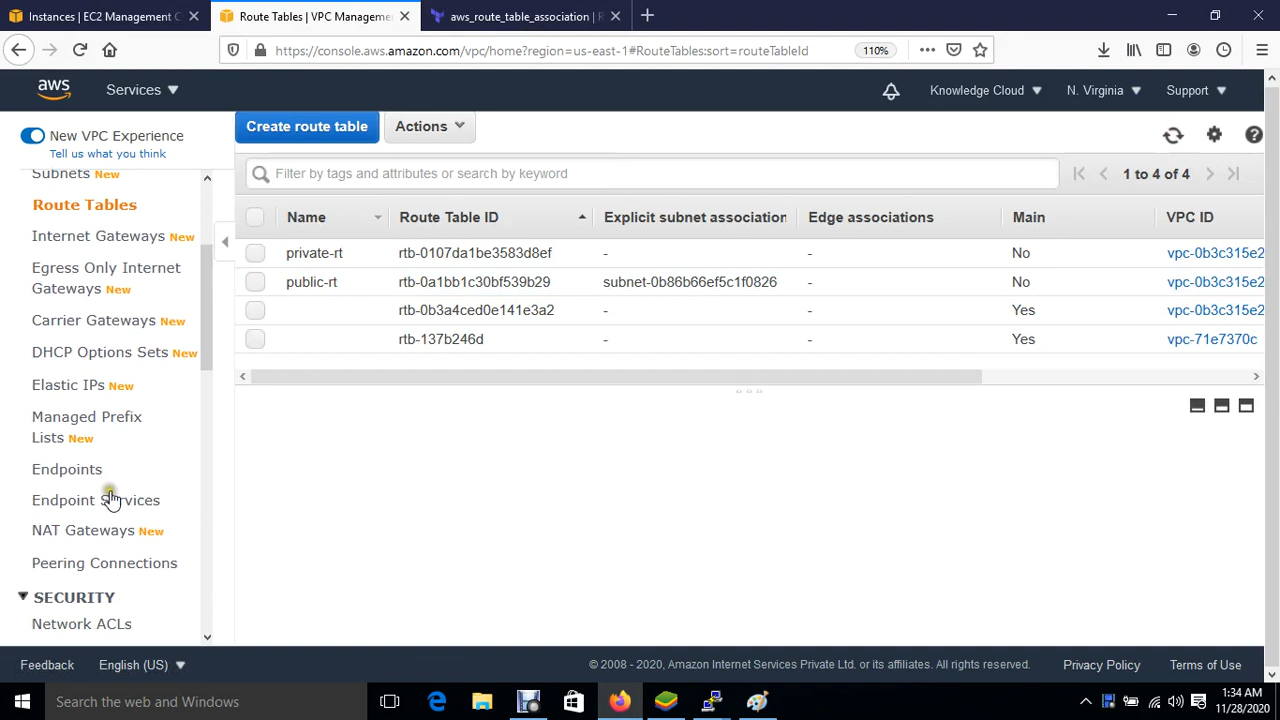 Instances | EC2 Management C
Route Tables | VPC Manageme
aws_route_table_association | R
https://console.aws.amazon.com/vpc/home?region=us-east-1#RouteTables:sort=routeTableId
110%
aws
Services
Knowledge Cloud
N. Virginia
Support
New VPC Experience
Tell us what you think
Create route table
Actions
Filter by tags and attributes or search by keyword
1 to 4 of 4
Subnets New
Route Tables
Internet Gateways New
Egress Only Internet
Gateways New
Carrier Gateways New
DHCP Options Sets New
Elastic IPs New
Managed Prefix
Lists New
Endpoints
Endpoint Services
NAT Gateways New
Peering Connections
SECURITY
Network ACLs
Name Route Table ID Explicit subnet association Edge associations Main VPC ID
private-rt rtb-0107da1be3583d8ef - - No vpc-0b3c315e2
public-rt rtb-0a1bb1c30bf539b29 subnet-0b86b66ef5c1f0826 - No vpc-0b3c315e2
rtb-0b3a4ced0e141e3a2 - - Yes vpc-0b3c315e2
rtb-137b246d - - Yes vpc-71e7370c
Feedback
English (US)
© 2008 - 2020, Amazon Internet Services Private Ltd. or its affiliates. All rights reserved.
Privacy Policy
Terms of Use
Search the web and Windows
1:34 AM
11/28/2020